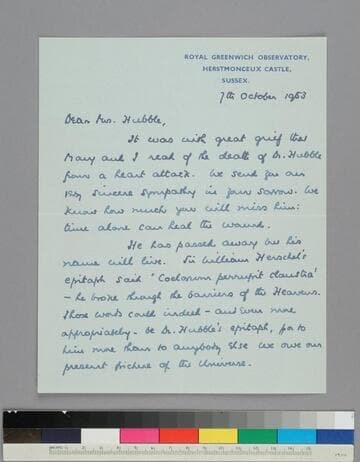 ROYAL GREENWICH OBSERVATORY,
HERSTMONCEUX CASTLE,
SUSSEX.
7th October 1953
Dear Mrs. Hubble,
It was with great grief that
Mary and I read of the death of Dr. Hubble
from a heart attack. We send you our
very sincere sympathy in your sorrow. We
know how much you will miss him:
time alone can heal the wounds.
He has passed away but his
name will live. Sir William Herschel's
epitaph said 'Coelorum perrupit claustra'
- he broke through the barriers of the Heavens.
Those words could indeed - and even more
appropriately - be Dr. Hubble's epitaph, for to
him more than to anybody else we owe our
present picture of the Universe.